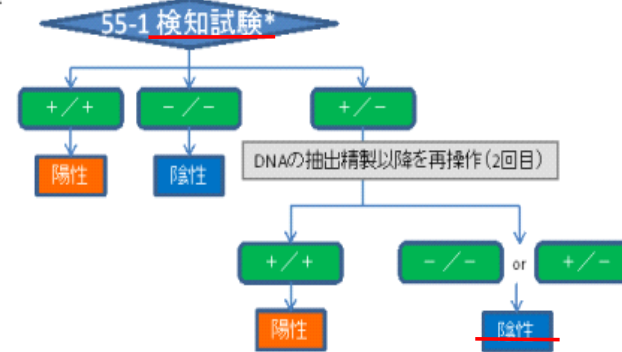 55-1 検知試験*
+／+ -／- +／-
陽性 陰性
DNAの抽出精製以降を再操作(2回目)
+／+ -／- or +／-
陽性 陰性